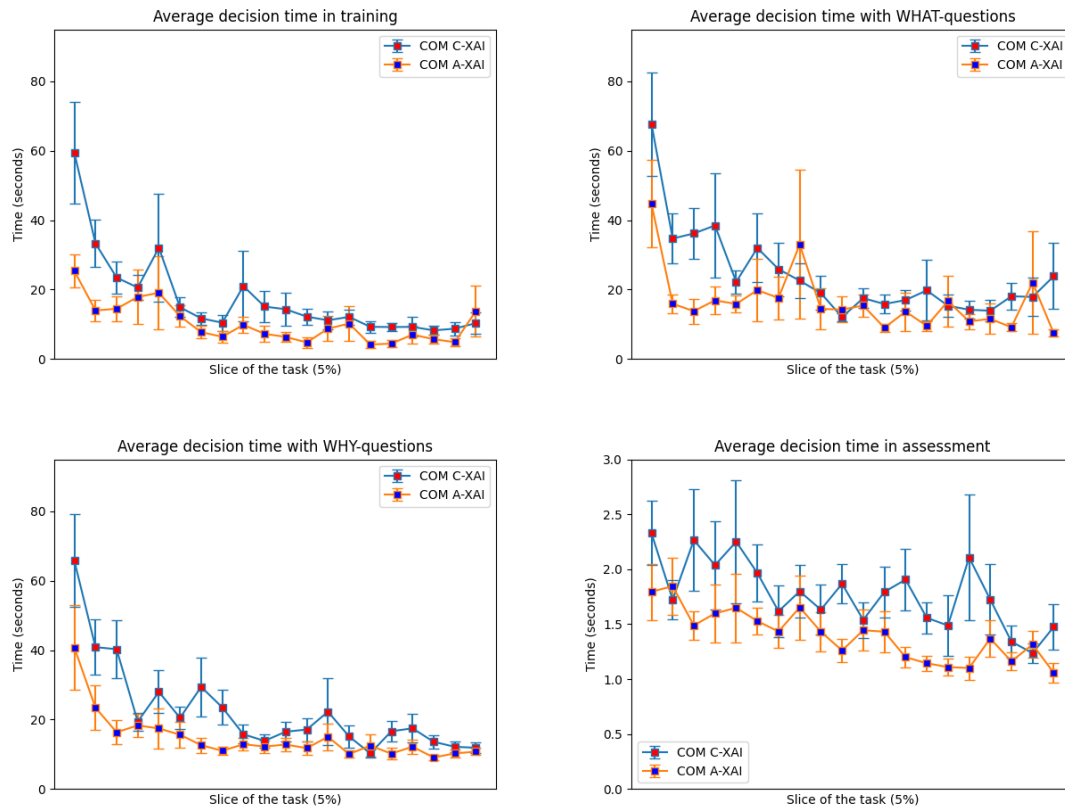 Average decision time in training
COM C-XAI
COM A-XAI
80
60
40
20
0
Time (seconds)
Slice of the task (5%)
Average decision time with WHAT-questions
COM C-XAI
COM A-XAI
80
60
40
20
0
Time (seconds)
Slice of the task (5%)
Average decision time with WHY-questions
COM C-XAI
COM A-XAI
80
60
40
20
0
Time (seconds)
Slice of the task (5%)
Average decision time in assessment
3.0
2.5
2.0
1.5
1.0
0.5
0.0
Time (seconds)
COM C-XAI
COM A-XAI
Slice of the task (5%)